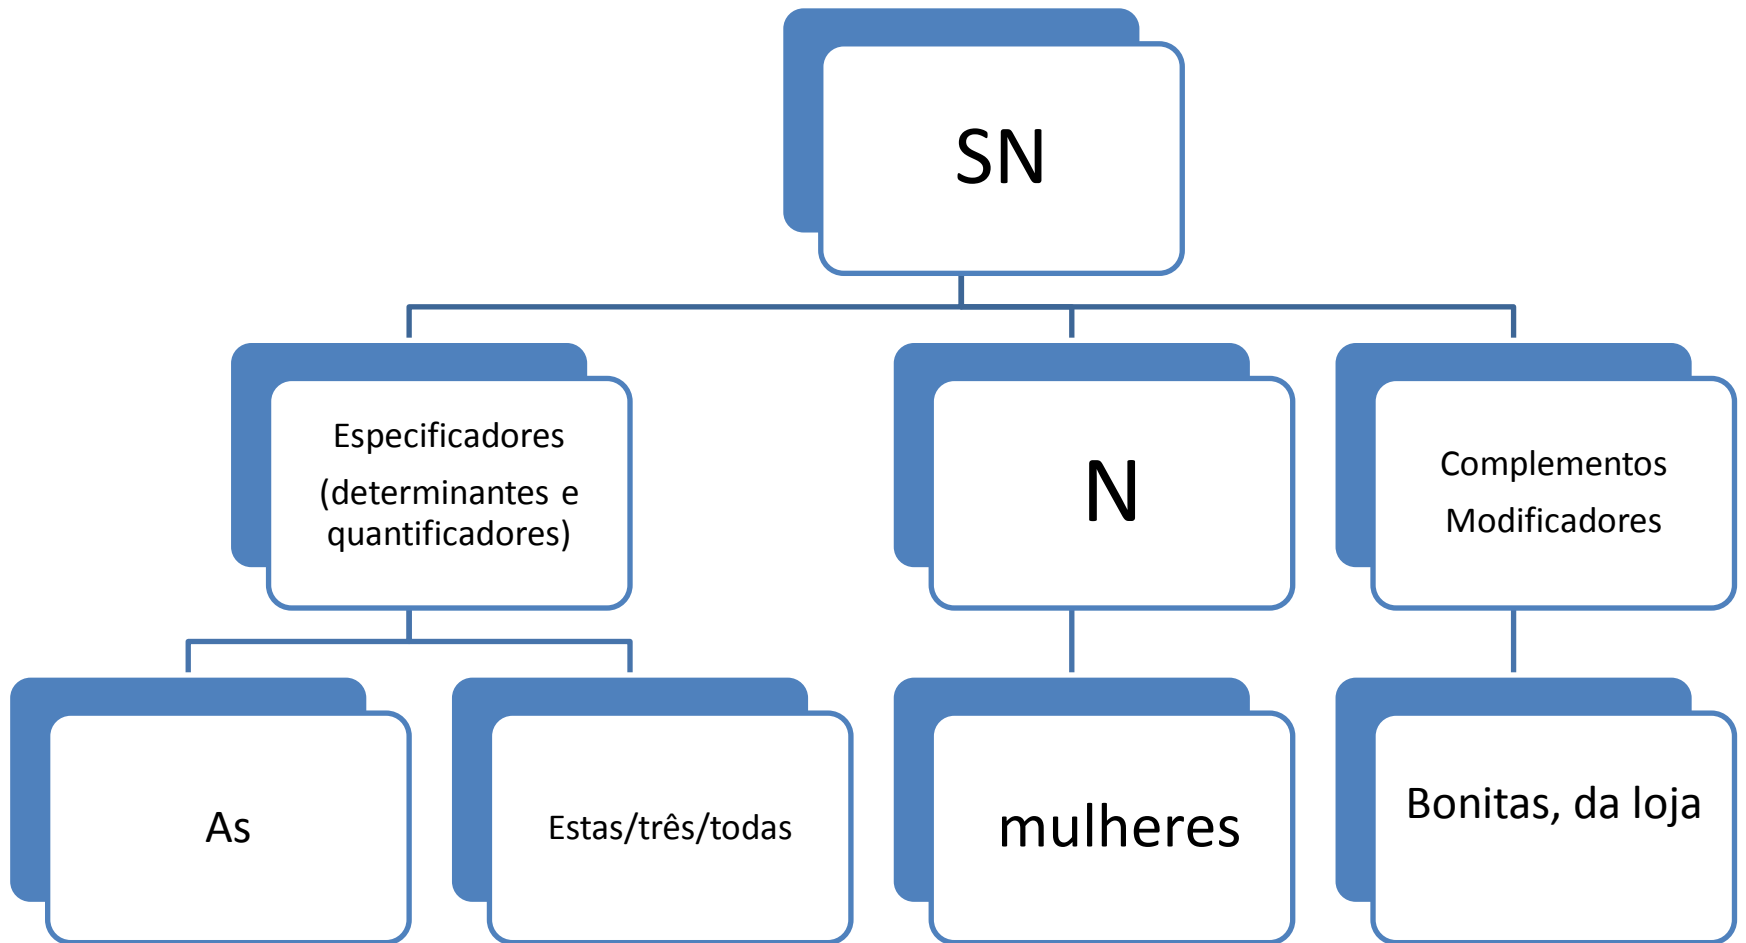 SN
Especificadores
(determinantes e
quantificadores)
N
Complementos
Modificadores
As
Estas/três/todas
mulheres
Bonitas, da loja